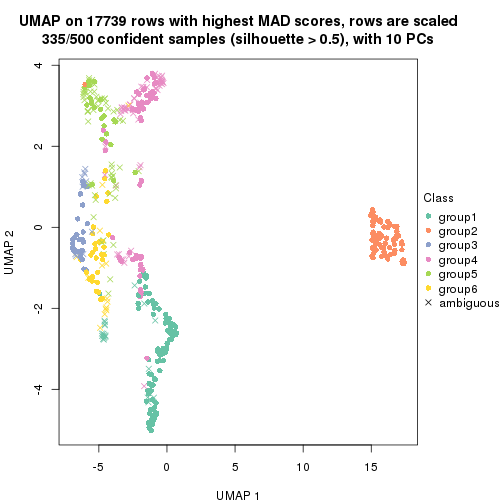 UMAP on 17739 rows with highest MAD scores, rows are scaled
335/500 confident samples (silhouette > 0.5), with 10 PCs
4
2
0
-2
-4
UMAP 2
-5
0
5
10
15
UMAP 1
Class
group1
group2
group3
group4
group5
group6
ambiguous